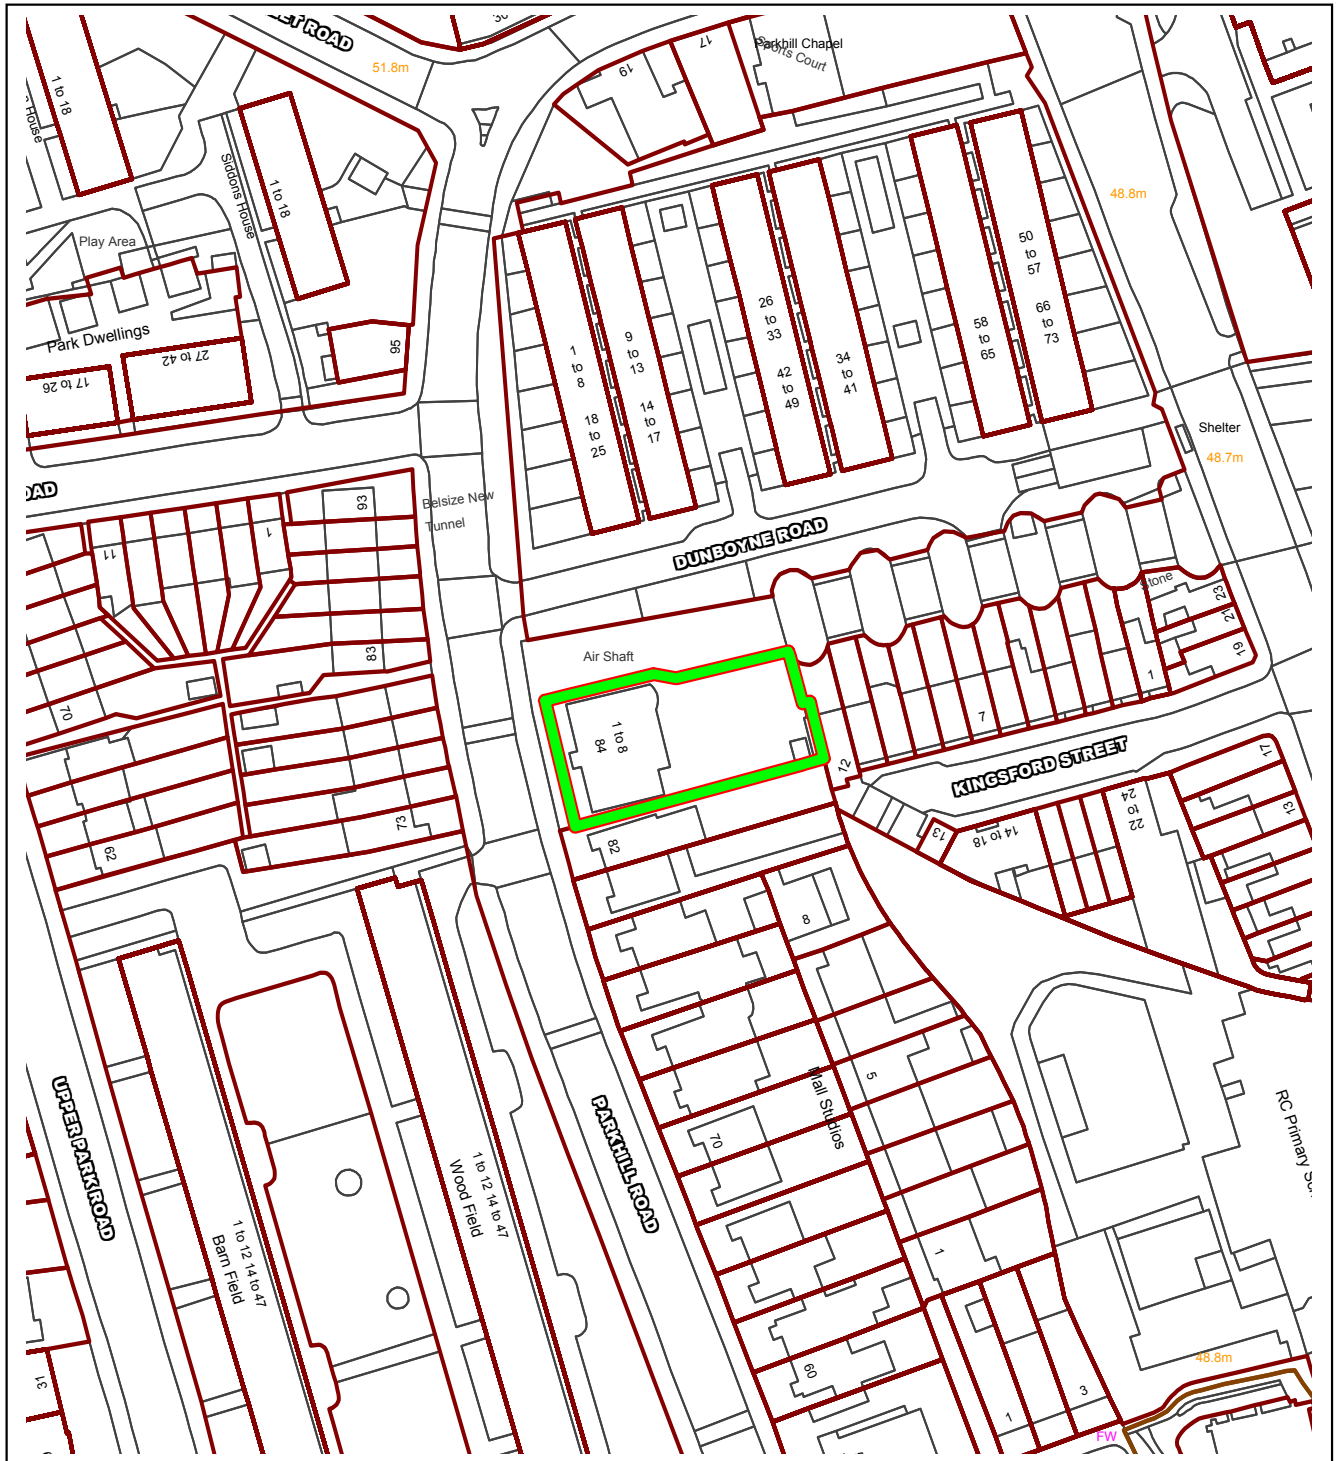 51.8m
1 to 18
House
Siddons House
1 to 18
Play Area
Park Dwellings
17 to 26
27 to 42
95
19
17
Parkhill Chapel
Sports Court
48.8m
1
to
8
18
to
25
9
to
13
14
to
17
26
to
33
42
to
49
34
to
41
58
to
65
50
to
57
66
to
73
Shelter
48.7m
Belsize New
Tunnel
DUNBOYNE ROAD
11
1
93
83
70
Air Shaft
1 to 8
84
Stone
23
21
19
1
7
12
KINGSFORD STREET
13
14 to 18
22
to
24
17
13
62
73
82
8
5
Mall Studios
70
1
60
1
3
UPPER PARK ROAD
PARKHILL ROAD
1 to 12 14 to 47
Wood Field
1 to 12 14 to 47
Barn Field
31
RC Primary
48.8m
FW